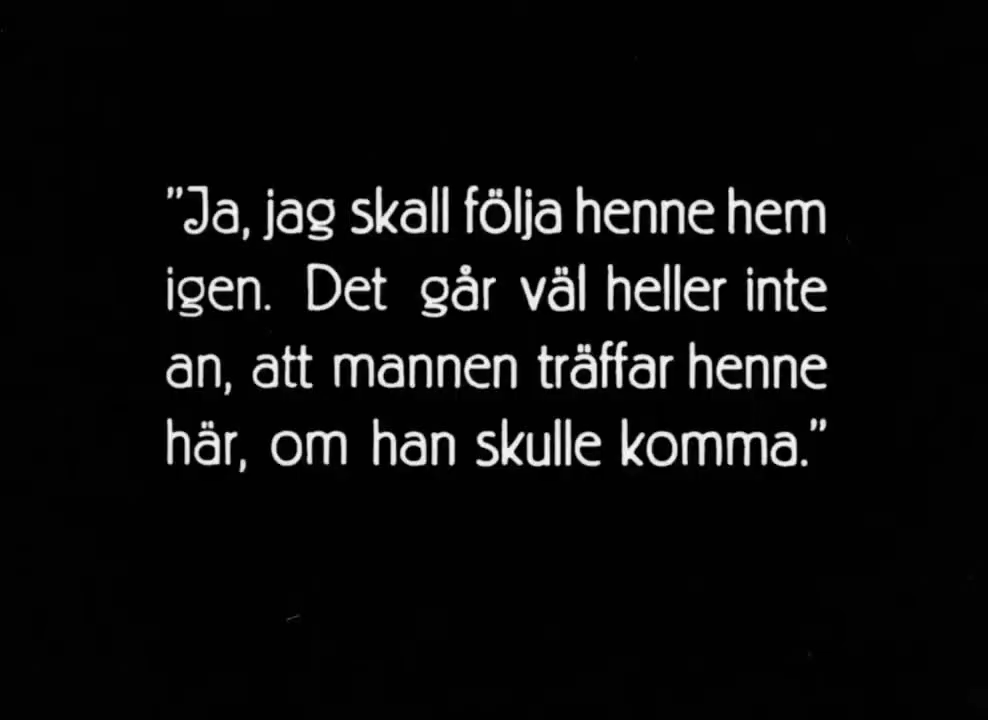 "Ja, jag skall följa henne hem
igen. Det går väl heller inte
an, att mannen träffar henne
här, om han skulle komma."